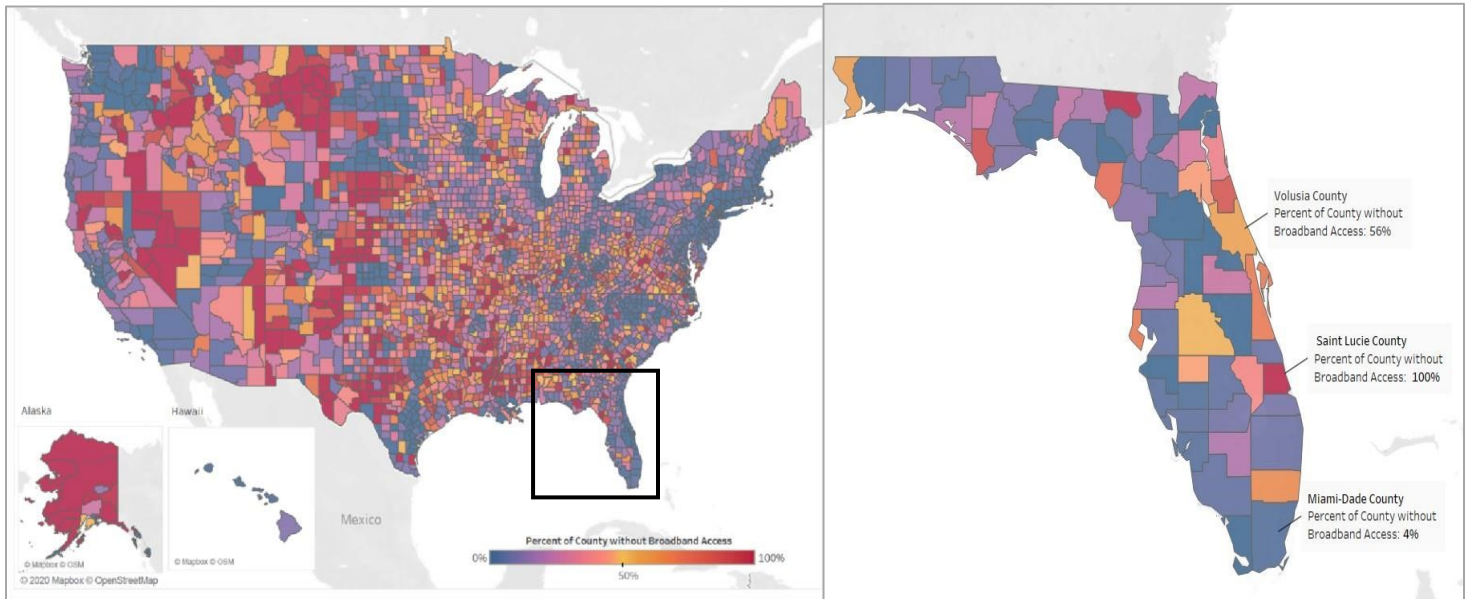 Alaska
Hawaii
© Mapbox © OSM
© Mapbox © OSM
© 2020 Mapbox © OpenStreetMap
Mexico
Percent of County without Broadband Access
0%
100%
50%
Volusia County
Percent of County without
Broadband Access: 56%
Saint Lucie County
Percent of County without
Broadband Access: 100%
Miami-Dade County
Percent of County without
Broadband Access: 4%